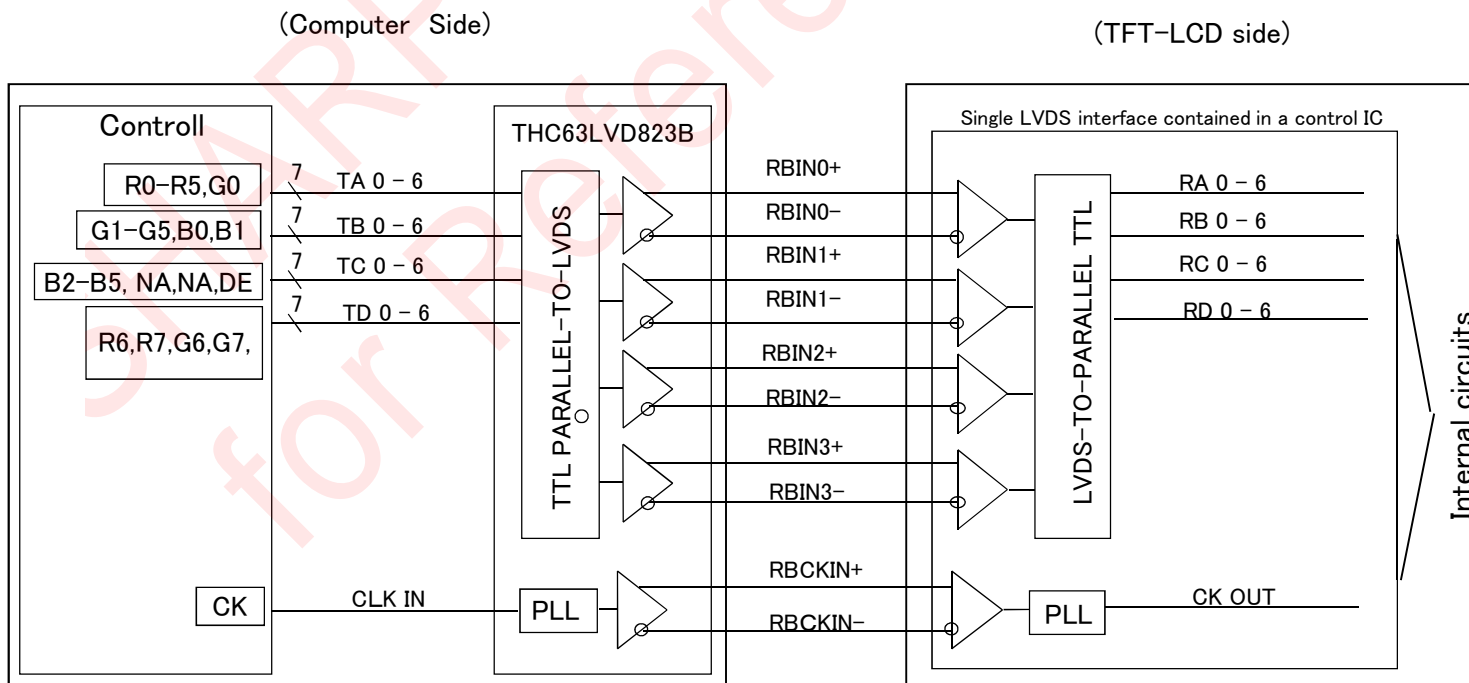 (Computer Side)
(TFT-LCD side)
Controll
THC63LVD823B
Single LVDS interface contained in a control IC
R0-R5,G0
7
TA 0-6
RBIN0+
RA 0-6
G1-G5,B0,B1
7
TB 0-6
RBIN0-
RB 0-6
B2-B5, NA,NA,DE
7
TC 0-6
RBIN1+
RC 0-6
R6,R7,G6,G7,
7
TD 0-6
RBIN1-
RD 0-6
TTL PARALLEL-TO-LVDS
LVDS-TO-PARALLEL TTL
RBIN2+
RBIN2-
RBIN3+
RBIN3-
Internal circuits
CK
CLK IN
PLL
RBCKIN+
RBCKIN-
PLL
CK OUT
SHARP
for Refere